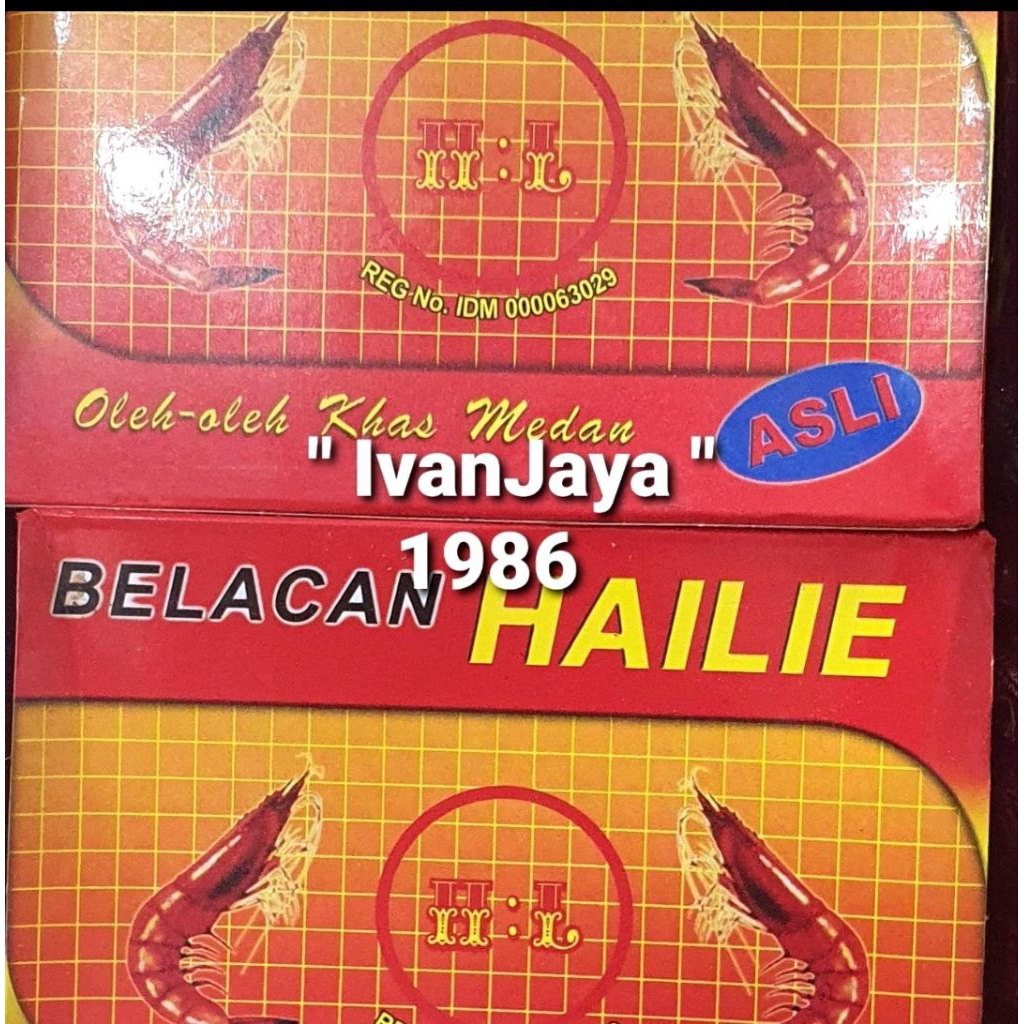 H:L
REG No. IDM 000063029
Oleh-oleh Khas Medan
ASLI
" IvanJaya "
1986
BELACAN HAILIE
H:L